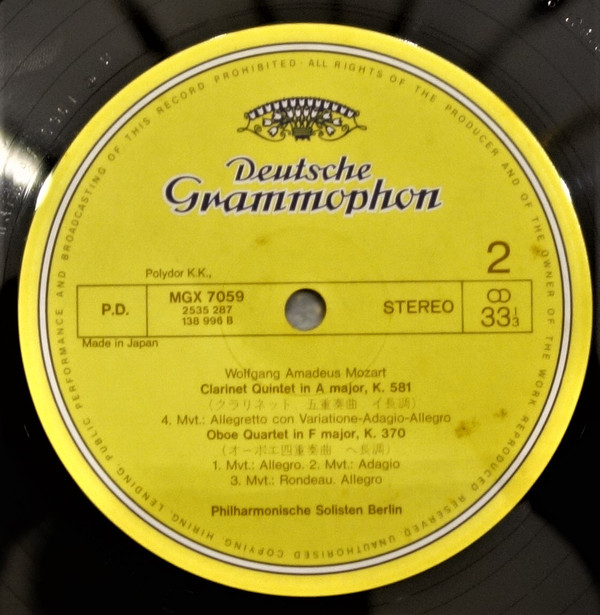 ALL RIGHTS OF THE PRODUCER AND OF THE OWNER OF THE WORK REPRODUCED RESERVED. UNAUTHORISED COPYING, HIRING, LENDING, PUBLIC PERFORMANCE AND BROADCASTING OF THIS RECORD PROHIBITED ·
Deutsche
Grammophon
2
Polydor K.K.,
P.D.
MGX 7059
2535 287
138 996 B
STEREO
33 1/3
Made in Japan
Wolfgang Amadeus Mozart
Clarinet Quintet in A major, K. 581
(クラリネット 五重奏曲 イ長調)
4. Mvt.: Allegretto con Variatione-Adagio-Allegro
Oboe Quartet in F major, K. 370
(オーボエ四重奏曲 ヘ長調)
1. Mvt.: Allegro. 2. Mvt.: Adagio
3. Mvt.: Rondeau. Allegro
Philharmonische Solisten Berlin